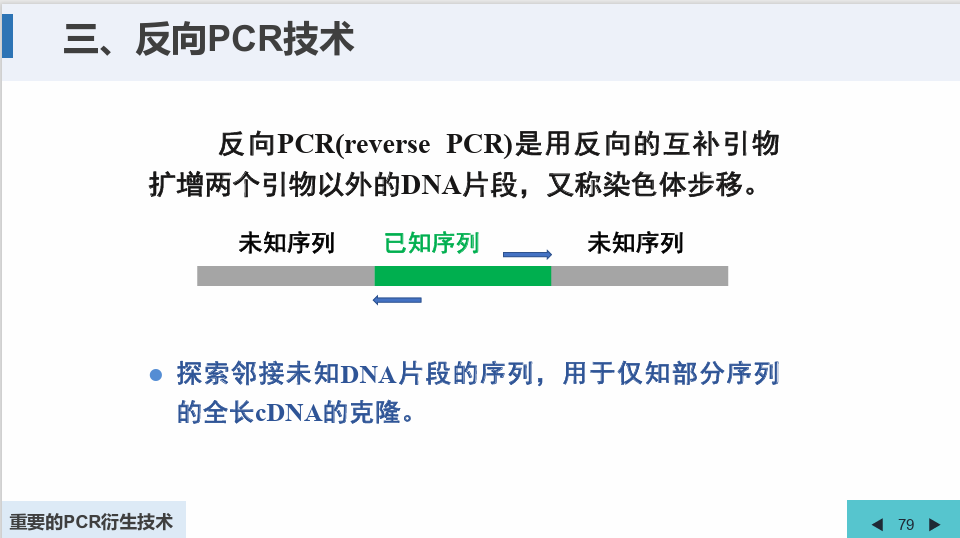 三、反向PCR技术
反向PCR(reverse PCR)是用反向的互补引物
扩增两个引物以外的DNA片段，又称染色体步移。
未知序列 已知序列 未知序列
探索邻接未知DNA片段的序列，用于仅知部分序列
的全长cDNA的克隆。
重要的PCR衍生技术
79